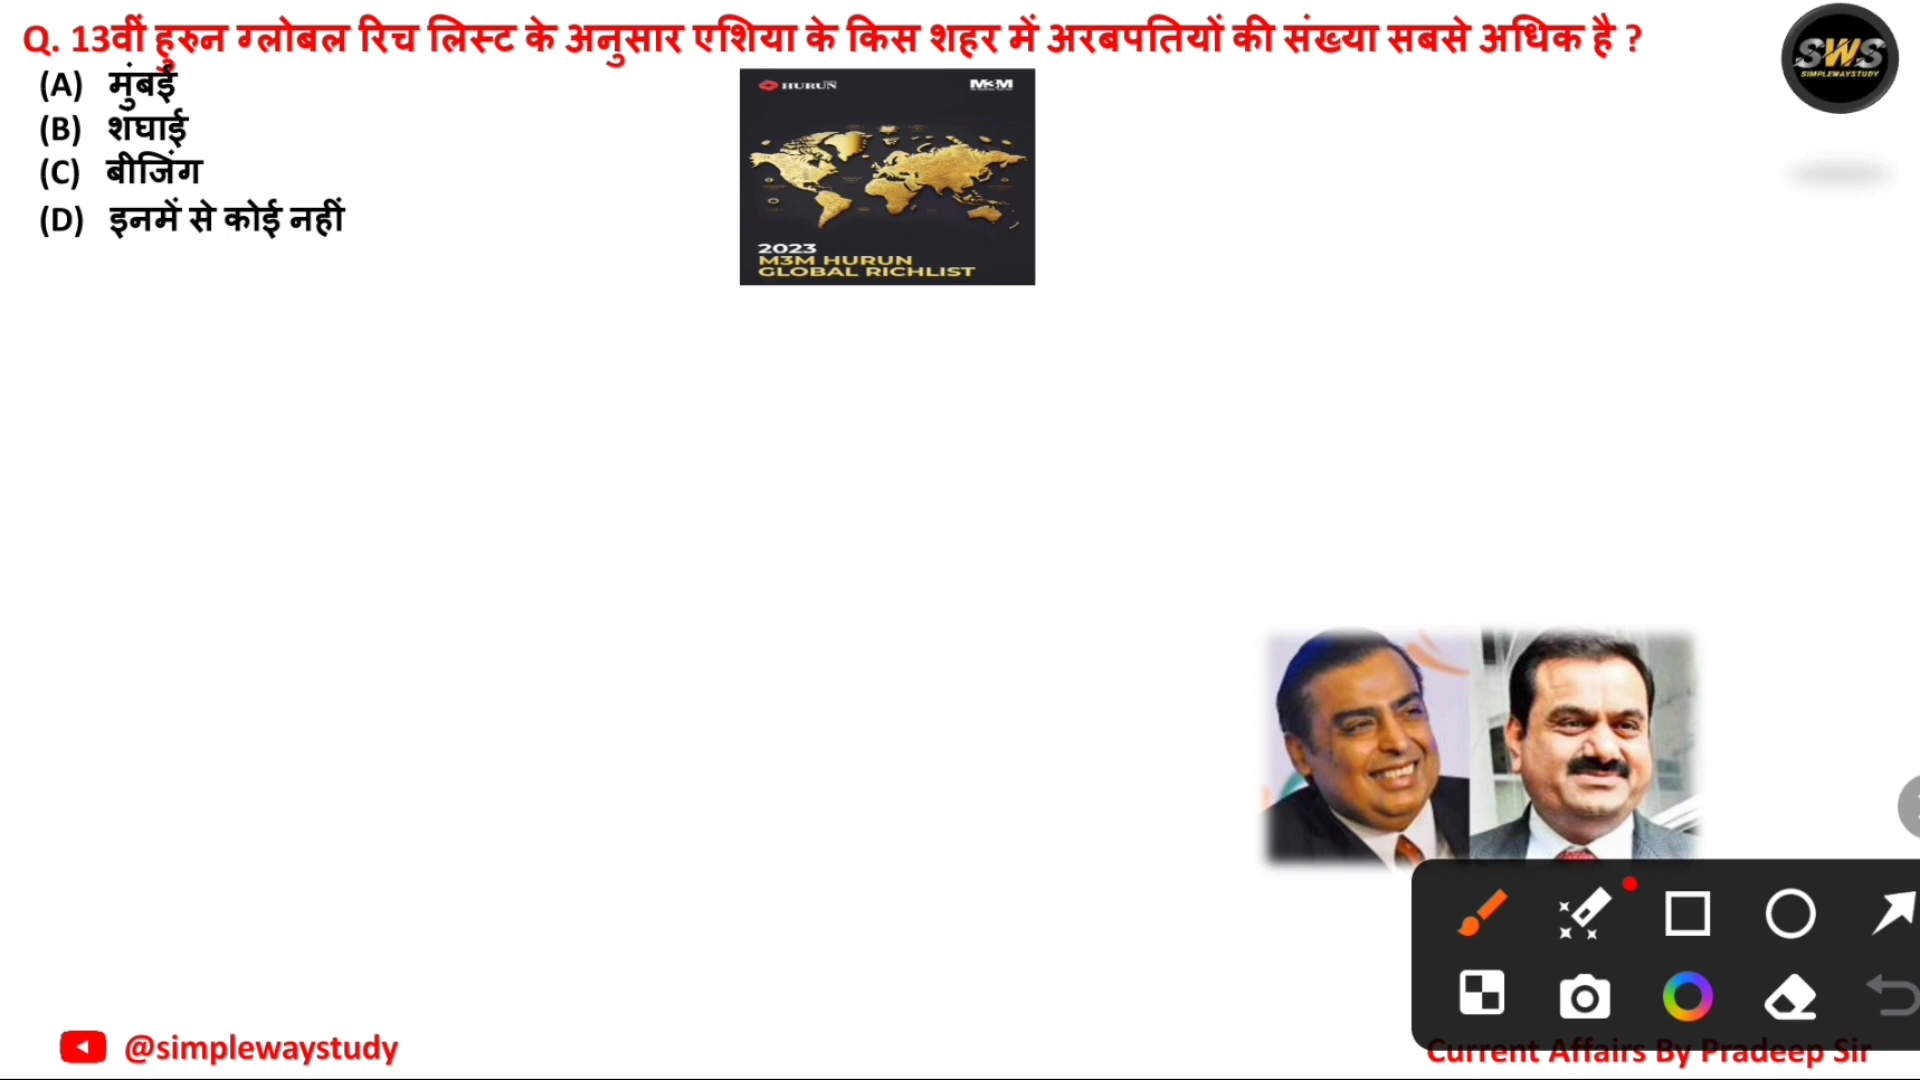 Q. 13वीं हुरुन ग्लोबल रिच लिस्ट के अनुसार एशिया के किस शहर में अरबपतियों की संख्या सबसे अधिक है ?
(A) मुंबई
(B) शंघाई
(C) बीजिंग
(D) इनमें से कोई नहीं
SWS
SIMPLEWAYSTUDY
HURUN
M3M
2023
M3M HURUN
GLOBAL RICHLIST
@simplewaystudy
Current Affairs By Pradeep Sir